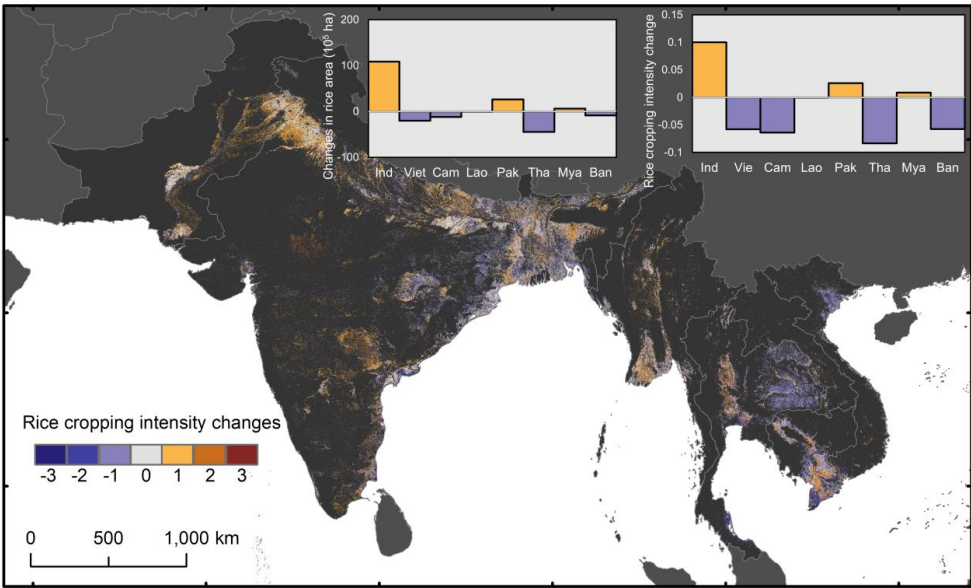 Changes in rice area (10⁵ ha)
200
100
0
-100
Ind Viet Cam Lao Pak Tha Mya Ban
Rice cropping intensity change
0.15
0.1
0.05
0
-0.05
-0.1
Ind Vie Cam Lao Pak Tha Mya Ban
Rice cropping intensity changes
-3 -2 -1 0 1 2 3
0 500 1,000 km